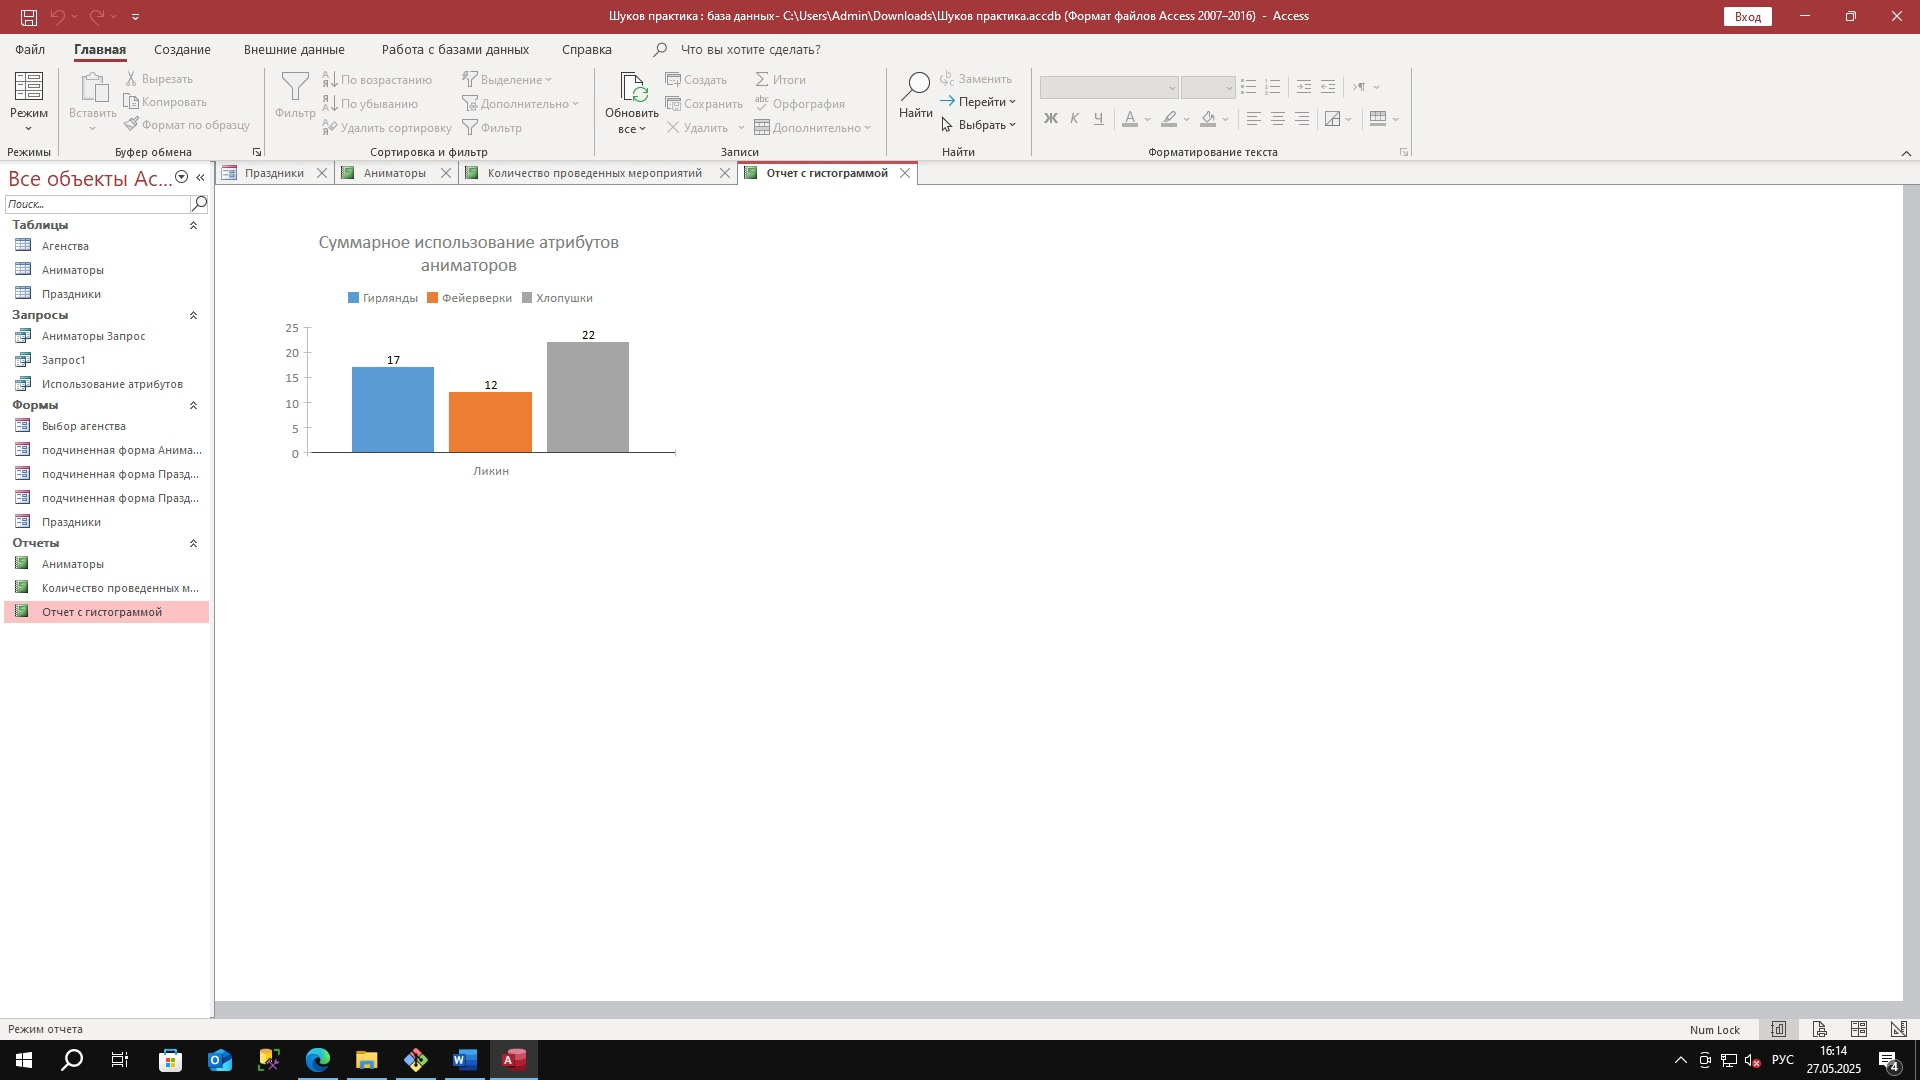 Шуков практика : база данных- C:\Users\Admin\Downloads\Шуков практика.accdb (Формат файлов Access 2007–2016) - Access
Вход
Файл Главная Создание Внешние данные Работа с базами данных Справка Что вы хотите сделать?
Режим
Режимы
Вставить
Вырезать
Копировать
Формат по образцу
Буфер обмена
Фильтр
По возрастанию
По убыванию
Удалить сортировку
Выделение
Дополнительно
Фильтр
Сортировка и фильтр
Обновить
все
Создать
Сохранить
Удалить
Итоги
Орфография
Дополнительно
Записи
Найти
Заменить
Перейти
Выбрать
Найти
Ж К Ч А
Форматирование текста
Все объекты Ac...
Поиск...
Таблицы
Агенства
Аниматоры
Праздники
Запросы
Аниматоры Запрос
Запрос1
Использование атрибутов
Формы
Выбор агенства
подчиненная форма Анима...
подчиненная форма Празд...
подчиненная форма Празд...
Праздники
Отчеты
Аниматоры
Количество проведенных м...
Отчет с гистограммой
Праздники Аниматоры Количество проведенных мероприятий Отчет с гистограммой
Суммарное использование атрибутов
аниматоров
Гирлянды Фейерверки Хлопушки
25
20
15
10
5
0
17
12
22
Ликин
Режим отчета
Num Lock
РУС
16:14
27.05.2025
4